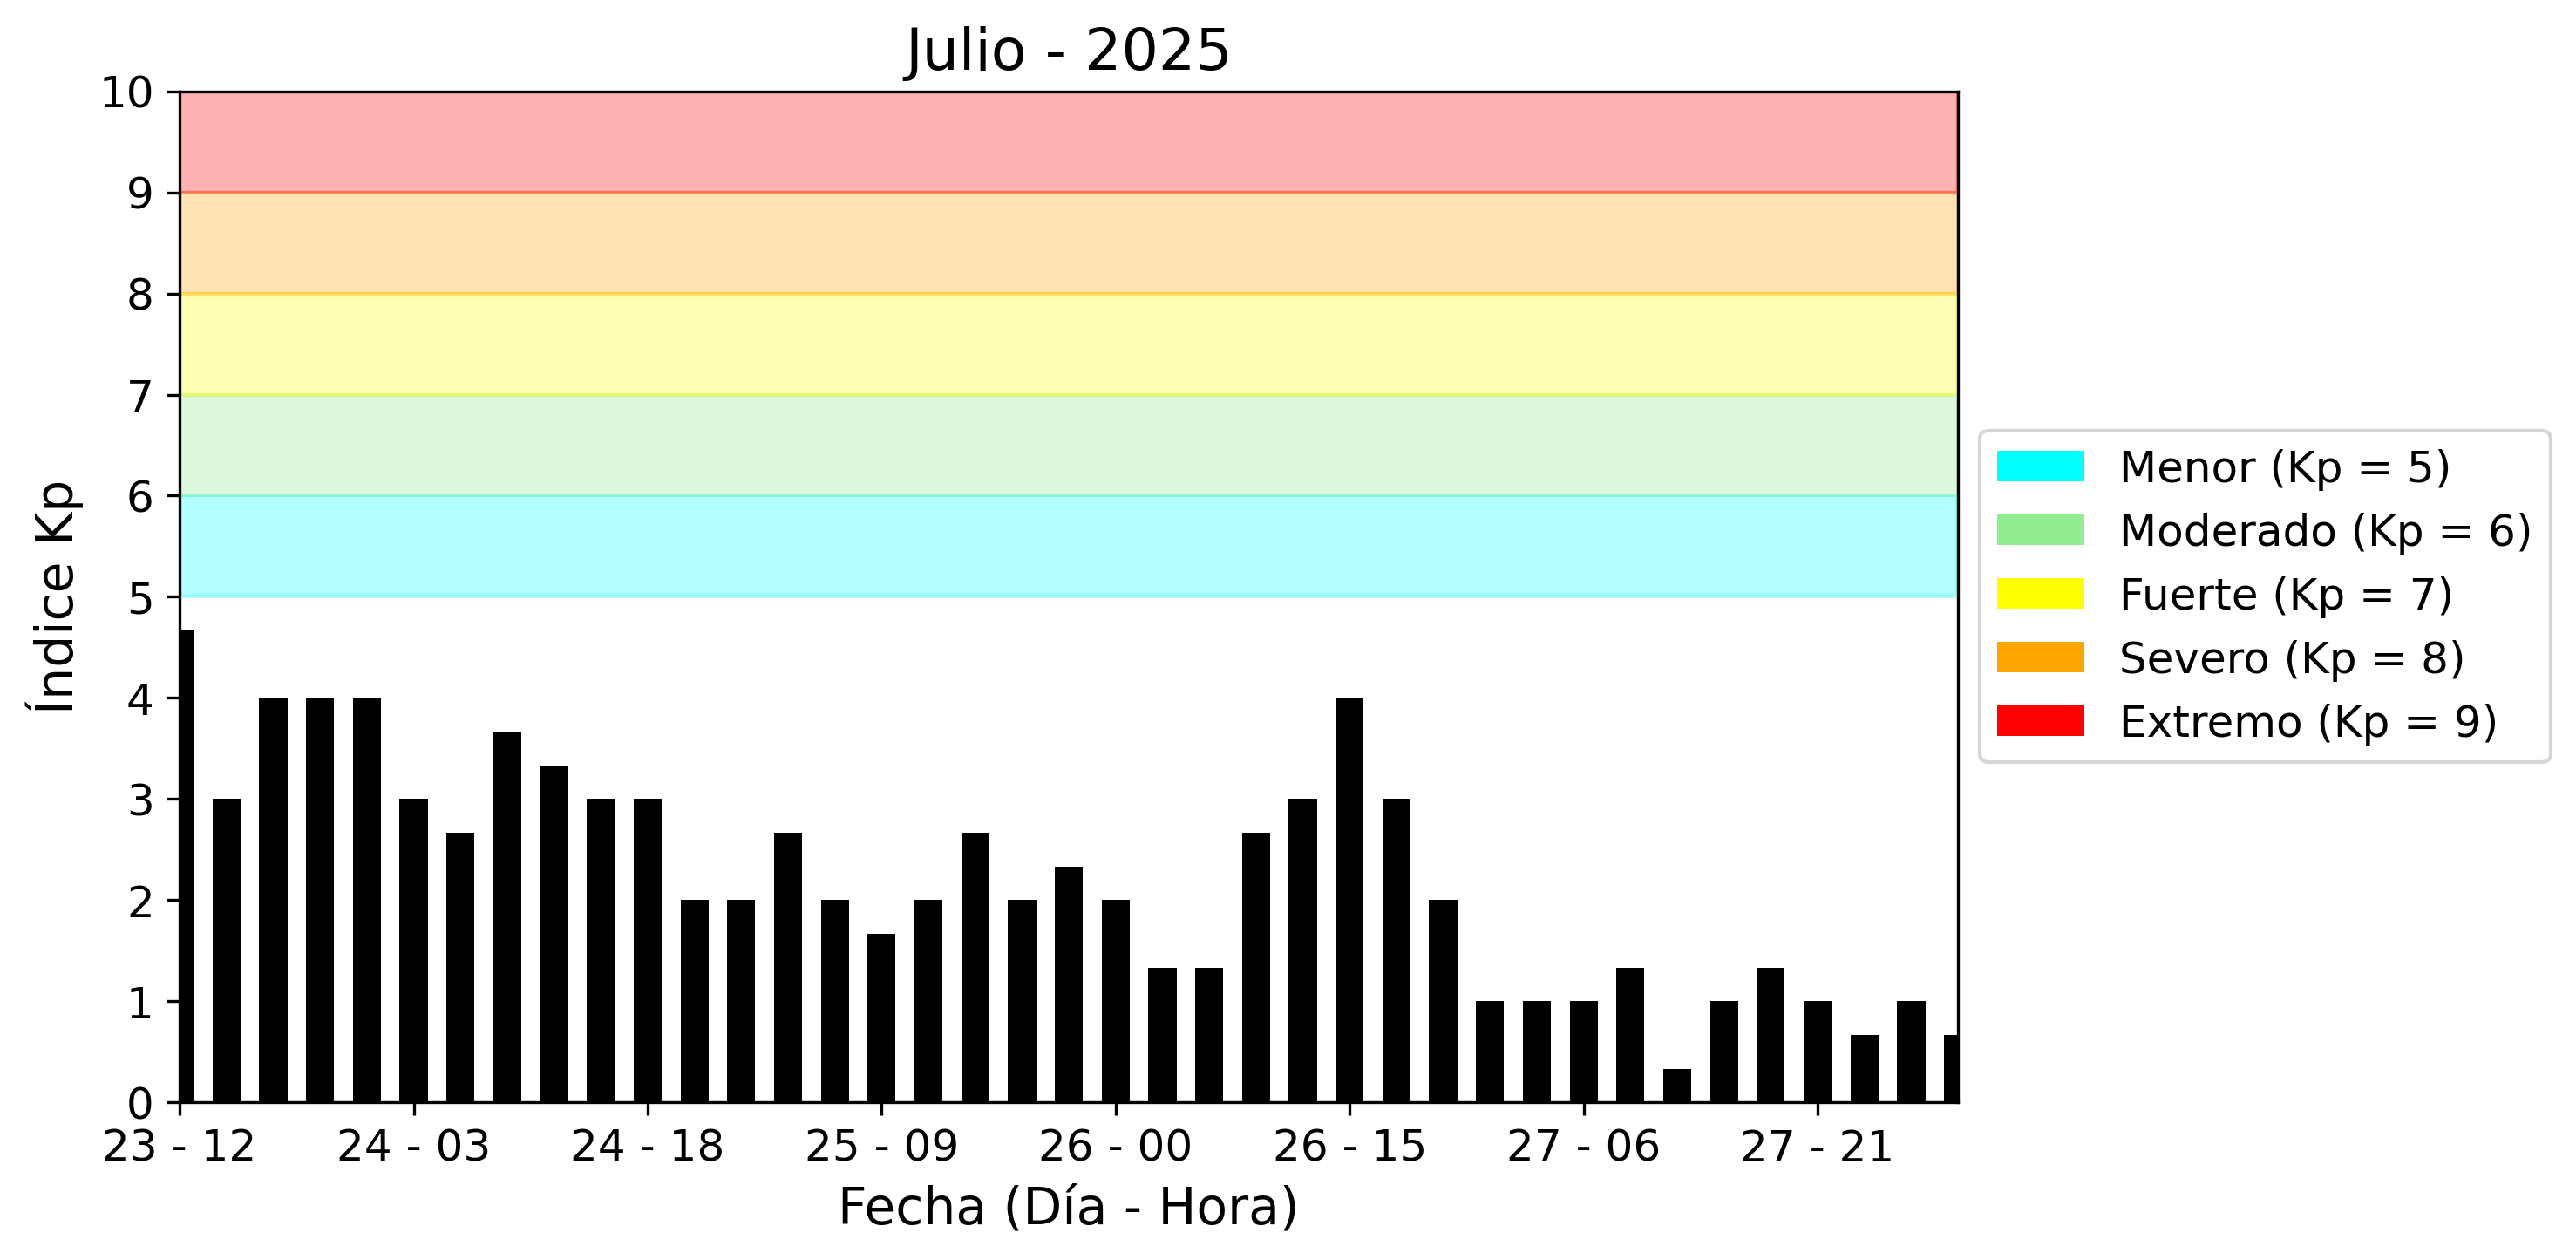 Julio - 2025
10
9
8
7
6
5
4
3
2
1
0
Índice Kp
23 - 12
24 - 03
24 - 18
25 - 09
26 - 00
26 - 15
27 - 06
27 - 21
Fecha (Día - Hora)
Menor (Kp = 5)
Moderado (Kp = 6)
Fuerte (Kp = 7)
Severo (Kp = 8)
Extremo (Kp = 9)